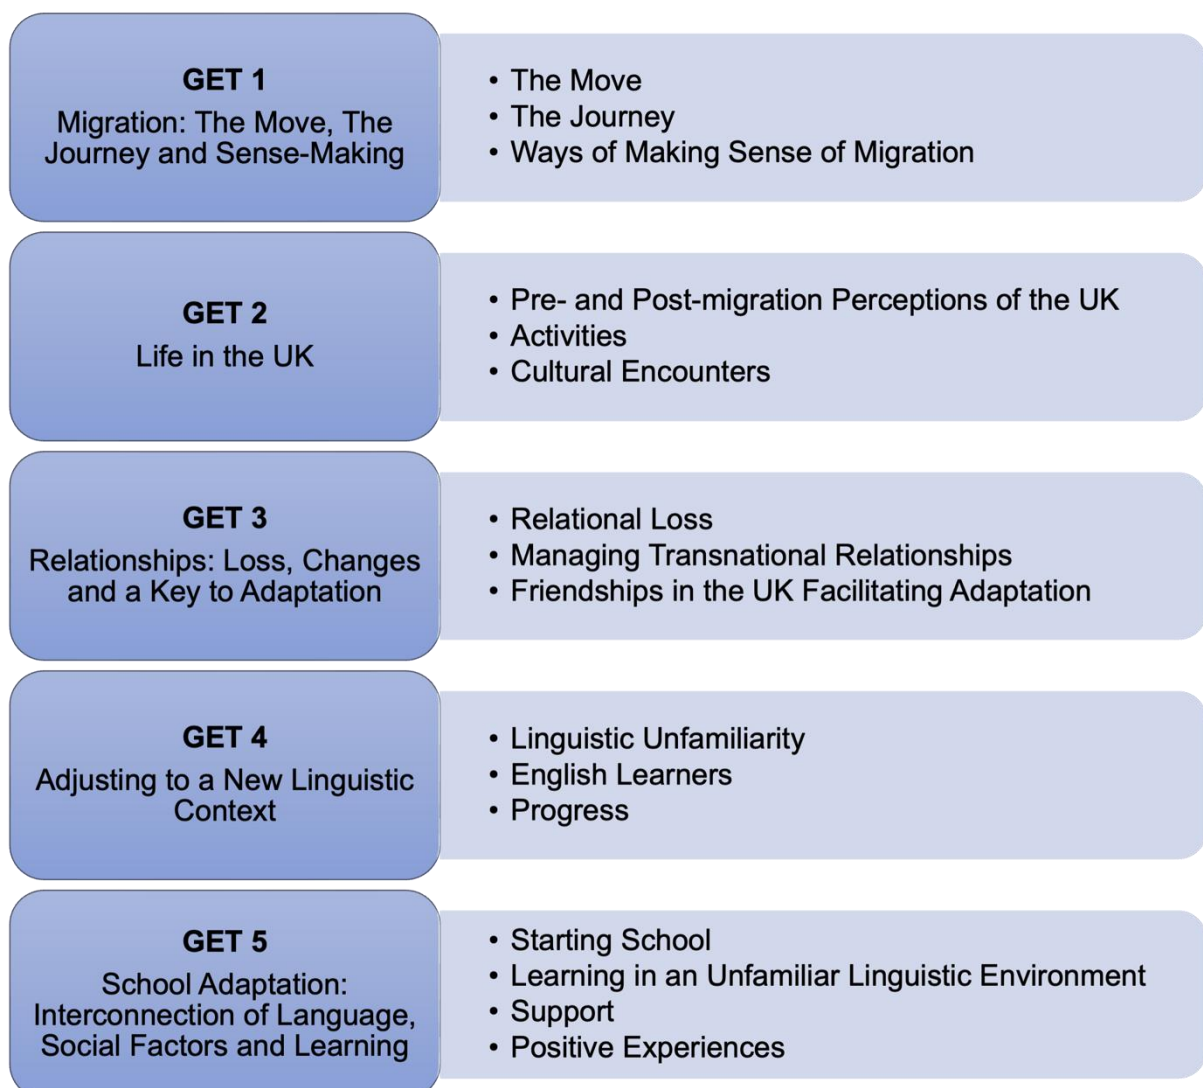 GET 1
Migration: The Move, The
Journey and Sense-Making
• The Move
• The Journey
• Ways of Making Sense of Migration
GET 2
Life in the UK
• Pre- and Post-migration Perceptions of the UK
• Activities
• Cultural Encounters
GET 3
Relationships: Loss, Changes
and a Key to Adaptation
• Relational Loss
• Managing Transnational Relationships
• Friendships in the UK Facilitating Adaptation
GET 4
Adjusting to a New Linguistic
Context
• Linguistic Unfamiliarity
• English Learners
• Progress
GET 5
School Adaptation:
Interconnection of Language,
Social Factors and Learning
• Starting School
• Learning in an Unfamiliar Linguistic Environment
• Support
• Positive Experiences